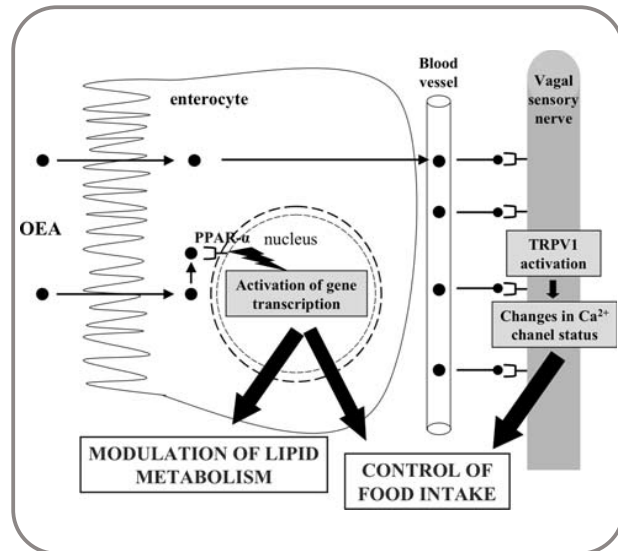 Blood
vessel
Vagal
sensory
nerve
enterocyte
OEA
PPAR-α
nucleus
Activation of gene
transcription
TRPV1
activation
Changes in Ca²⁺
chanel status
MODULATION OF LIPID
METABOLISM
CONTROL OF
FOOD INTAKE